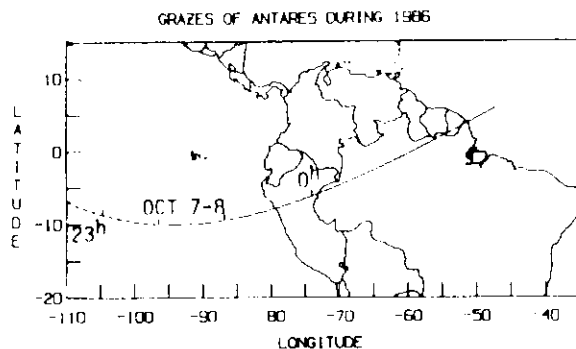 GRAZES OF ANTARES DURING 1986
10
0
-10
-20
LATITUDE
0h
OCT 7-8
23h
-110 -100 -90 -80 -70 -60 -50 -40
LONGITUDE